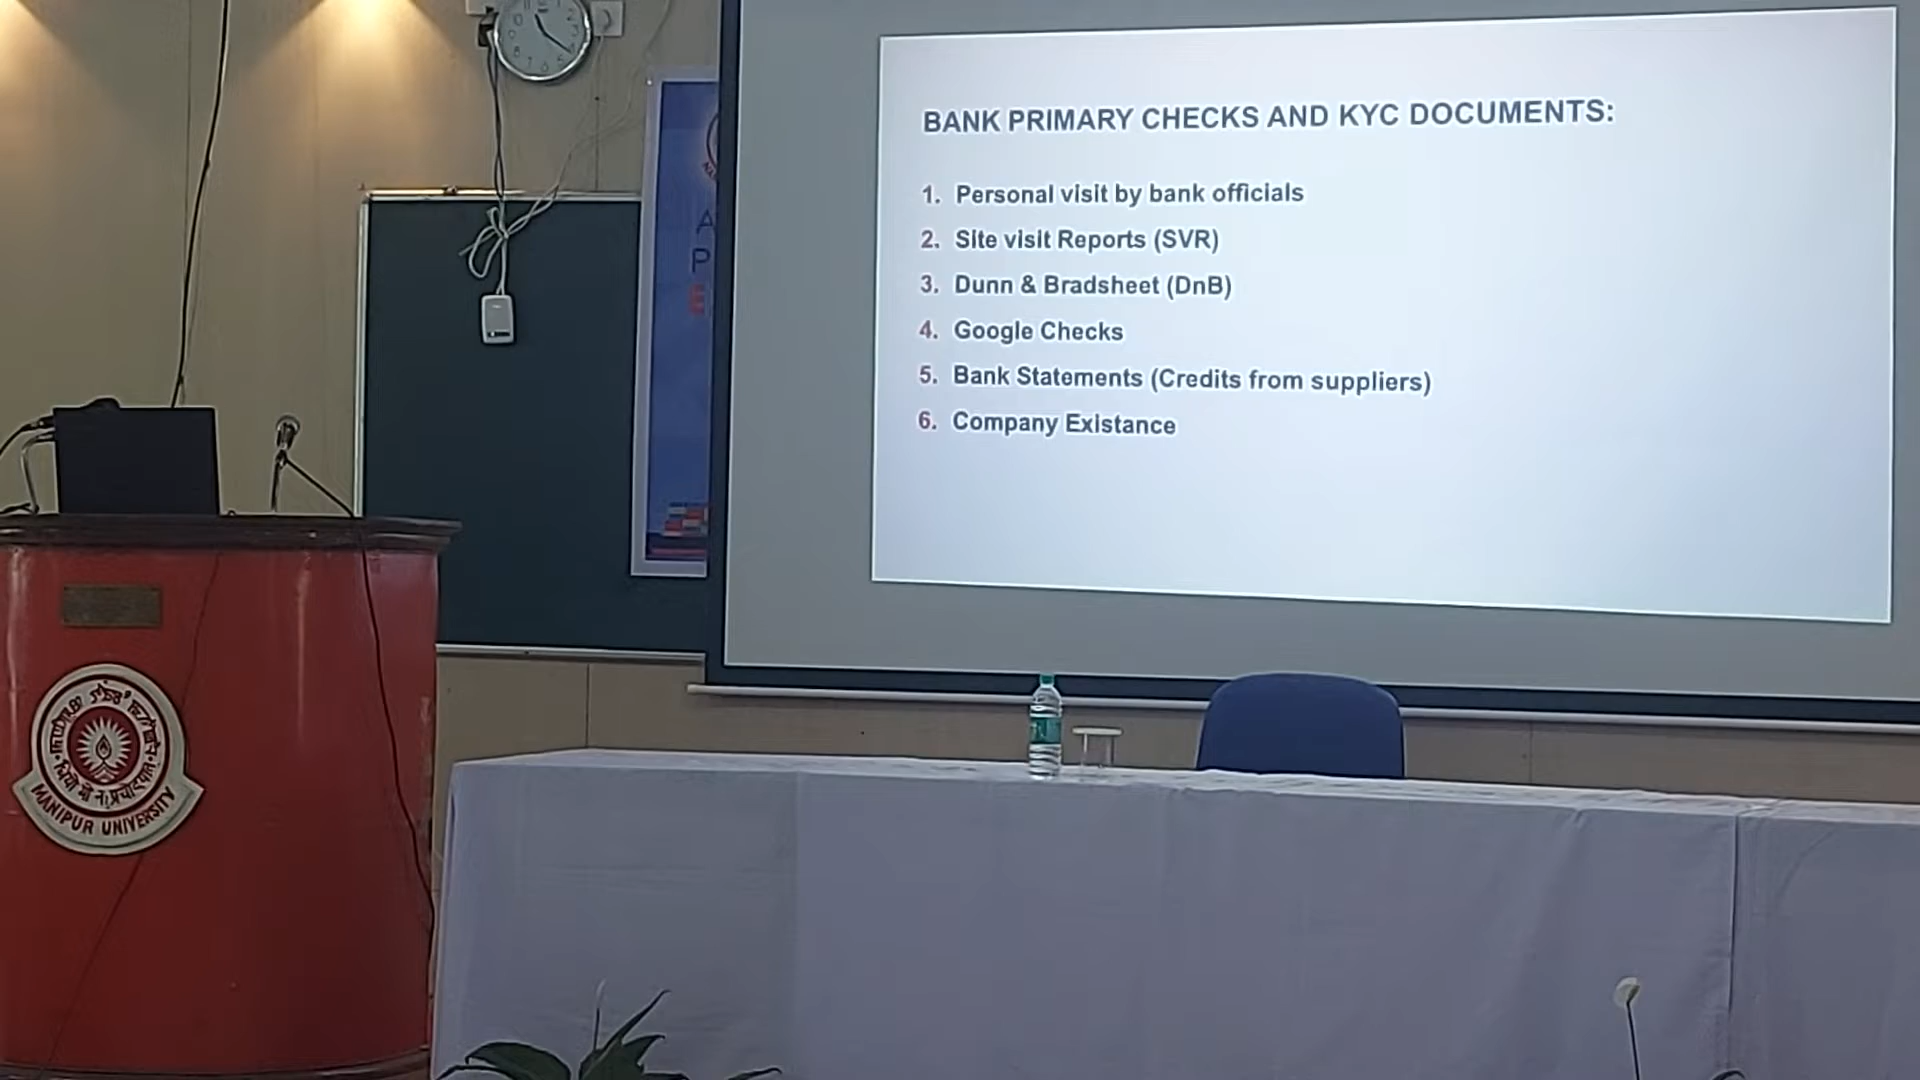 BANK PRIMARY CHECKS AND KYC DOCUMENTS:
1. Personal visit by bank officials
2. Site visit Reports (SVR)
3. Dunn & Bradsheet (DnB)
4. Google Checks
5. Bank Statements (Credits from suppliers)
6. Company Existance
A
P
E
MANIPUR UNIVERSITY